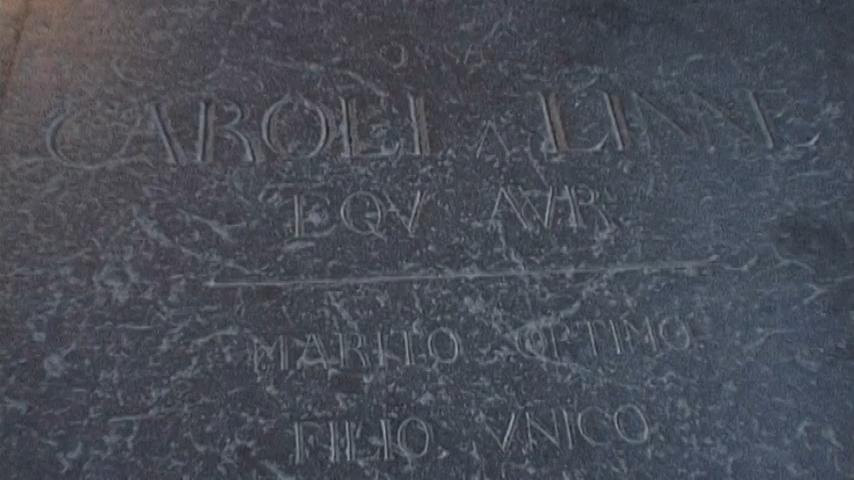 OSSA
CAROLI A LINNÉ
EQV AVR
MARITO OPTIMO
FILIO VNICO